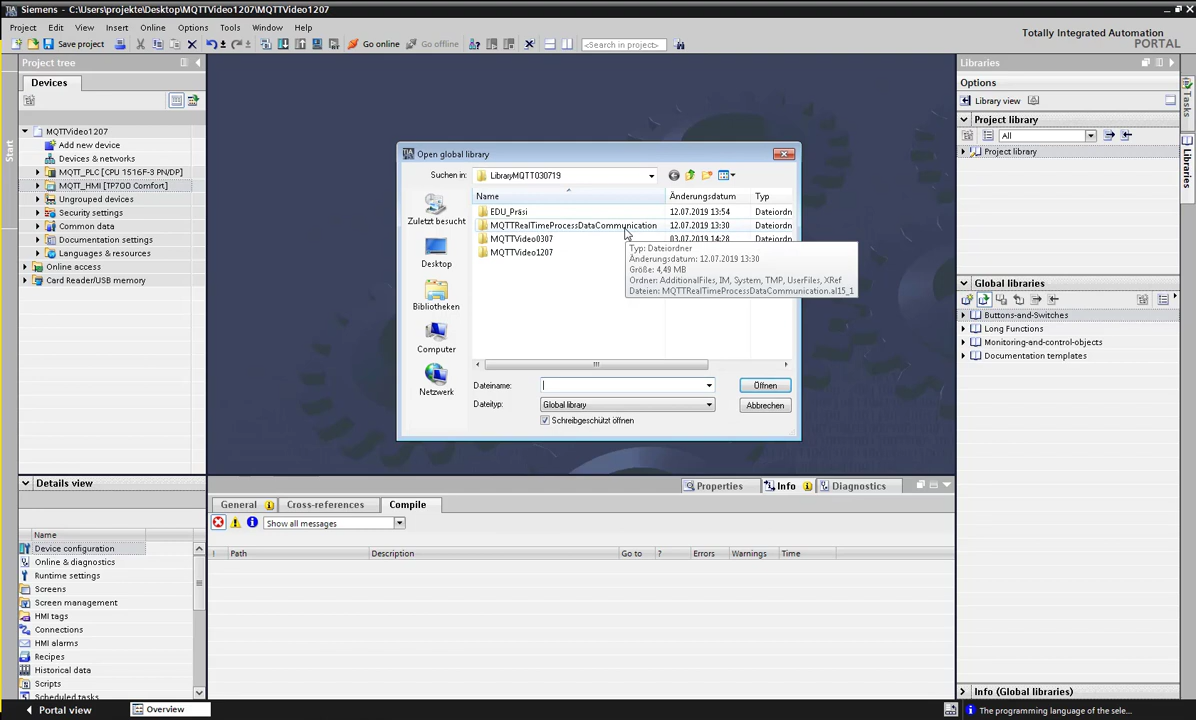 Siemens - C:\Users\projekte\Desktop\MQTTVideo1207\MQTTVideo1207
Project Edit View Insert Online Options Tools Window Help
Totally Integrated Automation
PORTAL
Save project Go online Go offline <Search in project>
Project tree
Devices
Start
MQTTVideo1207
Add new device
Devices & networks
MQTT_PLC [CPU 1516F-3 PN/DP]
MQTT_HMI [TP700 Comfort]
Ungrouped devices
Security settings
Common data
Documentation settings
Languages & resources
Online access
Card Reader/USB memory
Open global library
Suchen in: LibraryMQTT030719
Name Änderungsdatum Typ
EDU_Präsi 12.07.2019 13:54 Dateiordn
MQTTRealTimeProcessDataCommunication 12.07.2019 13:30 Dateiordn
MQTTVideo0307 03.07.2019 14:28 Dateiordn
MQTTVideo1207
Typ: Dateiordner
Änderungsdatum: 12.07.2019 13:30
Größe: 4,49 MB
Ordner: AdditionalFiles, IM, System, TMP, UserFiles, XRef
Dateien: MQTTRealTimeProcessDataCommunication.al15_1
Zuletzt besucht
Desktop
Bibliotheken
Computer
Netzwerk
Dateiname:
Öffnen
Dateityp: Global library
Abbrechen
Schreibgeschützt öffnen
Libraries
Options
Library view
Project library
All
Project library
Global libraries
Buttons-and-Switches
Long Functions
Monitoring-and-control-objects
Documentation templates
Info (Global libraries)
Tasks
Libraries
Details view
Name
Device configuration
Online & diagnostics
Runtime settings
Screens
Screen management
HMI tags
Connections
HMI alarms
Recipes
Historical data
Scripts
Scheduled tasks
Properties Info Diagnostics
General Cross-references Compile
Show all messages
! Path Description Go to ? Errors Warnings Time
Portal view Overview
The programming language of the sele...